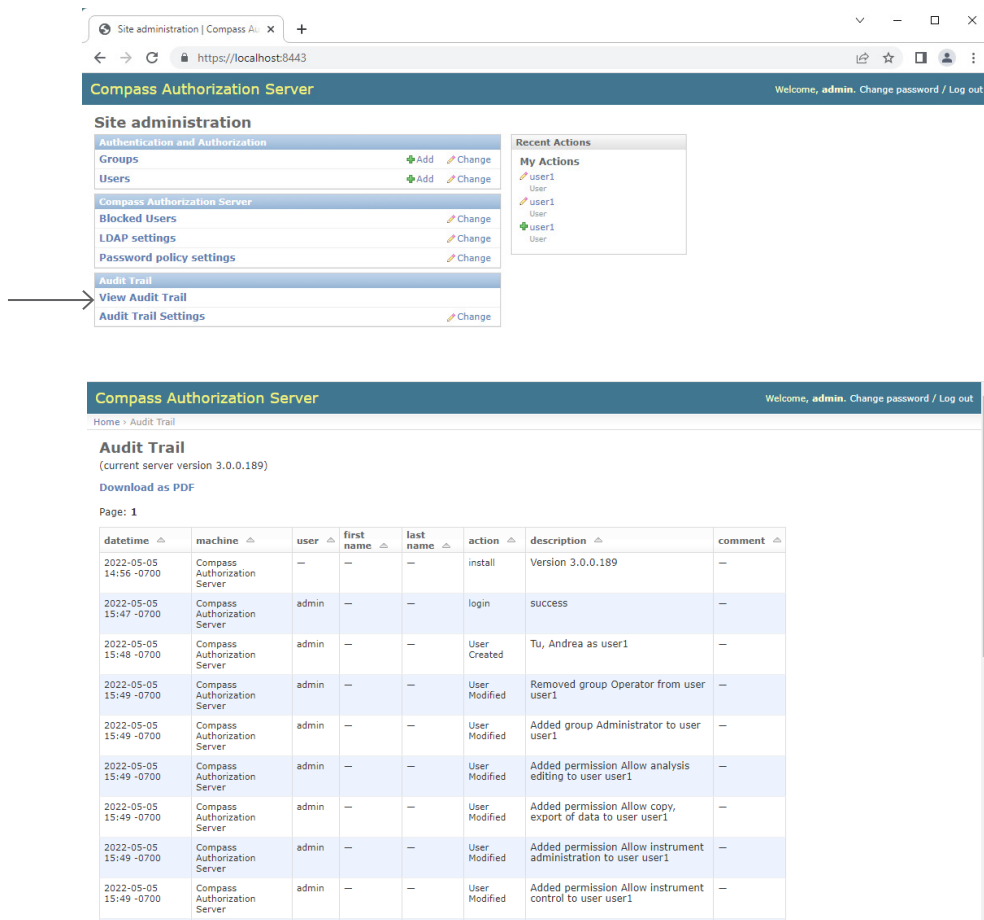 Site administration | Compass Au
https://localhost:8443
Compass Authorization Server
Welcome, admin. Change password / Log out
Site administration
Authentication and Authorization
Groups Add Change
Users Add Change
Compass Authorization Server
Blocked Users Change
LDAP settings Change
Password policy settings Change
Audit Trail
View Audit Trail
Audit Trail Settings Change
Recent Actions
My Actions
user1
User
user1
User
user1
User
Compass Authorization Server
Welcome, admin. Change password / Log out
Home › Audit Trail
Audit Trail
(current server version 3.0.0.189)
Download as PDF
Page: 1
datetime machine user first name last name action description comment
2022-05-05 14:56 -0700 Compass Authorization Server — — — install Version 3.0.0.189 —
2022-05-05 15:47 -0700 Compass Authorization Server admin — — login success —
2022-05-05 15:48 -0700 Compass Authorization Server admin — — User Created Tu, Andrea as user1 —
2022-05-05 15:49 -0700 Compass Authorization Server admin — — User Modified Removed group Operator from user user1 —
2022-05-05 15:49 -0700 Compass Authorization Server admin — — User Modified Added group Administrator to user user1 —
2022-05-05 15:49 -0700 Compass Authorization Server admin — — User Modified Added permission Allow analysis editing to user user1 —
2022-05-05 15:49 -0700 Compass Authorization Server admin — — User Modified Added permission Allow copy, export of data to user user1 —
2022-05-05 15:49 -0700 Compass Authorization Server admin — — User Modified Added permission Allow instrument administration to user user1 —
2022-05-05 15:49 -0700 Compass Authorization Server admin — — User Modified Added permission Allow instrument control to user user1 —